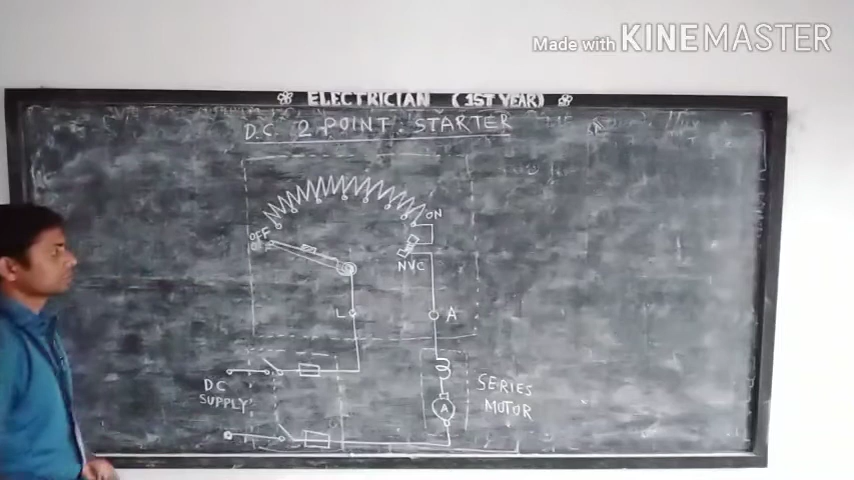 Made with KINEMASTER
ELECTRICIAN (1ST YEAR)
D.C. 2 POINT STARTER
ON
OFF
NVC
L
A
DC
SUPPLY
SERIES
MOTOR
A